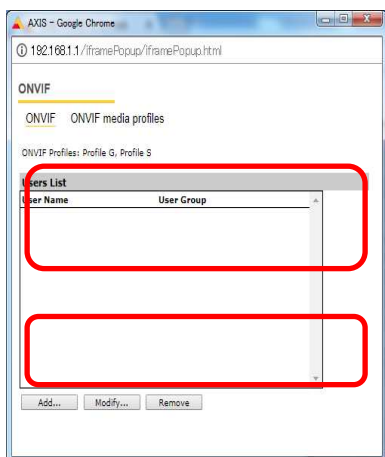 AXIS - Google Chrome
192.168.1.1/iframePopup/iframePopup.html
ONVIF
ONVIF ONVIF media profiles
ONVIF Profiles: Profile G, Profile S
Users List
User Name User Group
Add... Modify... Remove